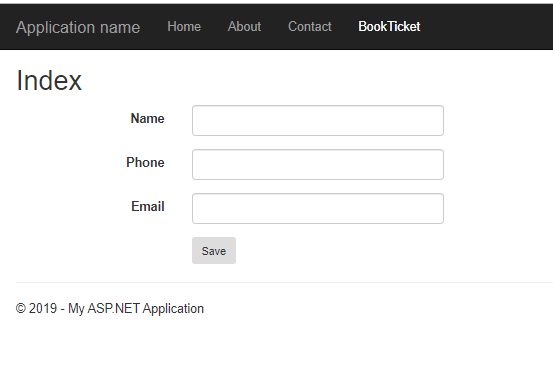 Application name Home About Contact BookTicket
Index
Name
Phone
Email
Save
© 2019 - My ASP.NET Application